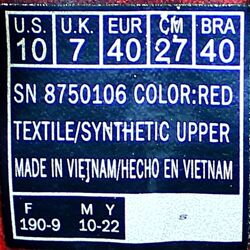 U.S. U.K. EUR CM BRA
10 7 40 27 40
SN 8750106 COLOR:RED
TEXTILE/SYNTHETIC UPPER
MADE IN VIETNAM/HECHO EN VIETNAM
F M Y
190-9 10-22
S